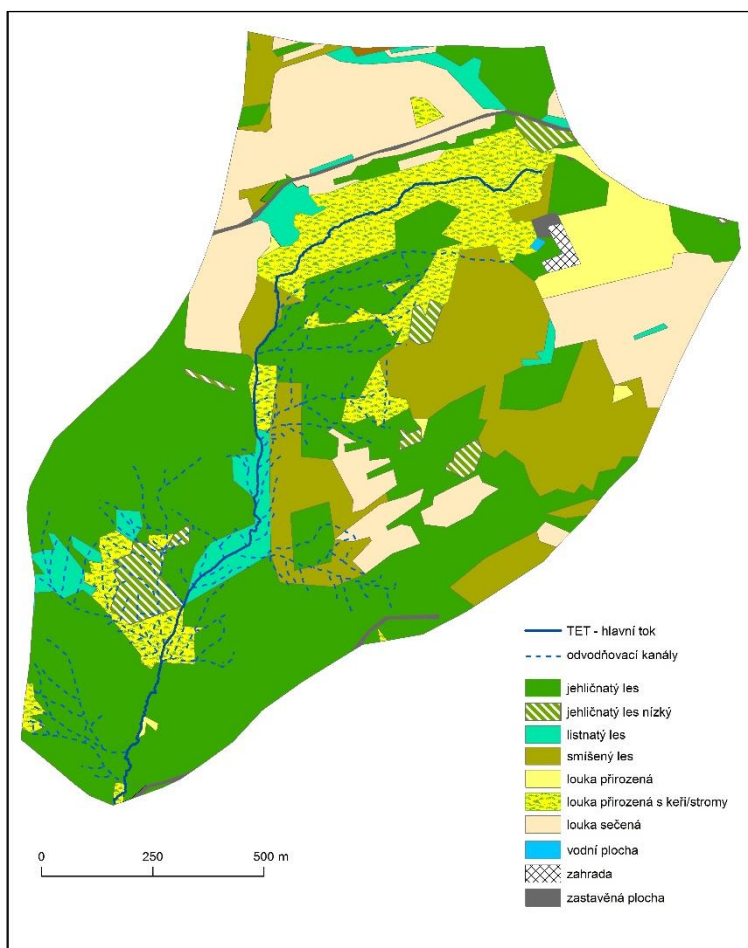 TET - hlavní tok
odvodňovací kanály
jehličnatý les
jehličnatý les nízký
listnatý les
smíšený les
louka přirozená
louka přirozená s keři/stromy
louka sečená
vodní plocha
zahrada
zastavěná plocha
0 250 500 m